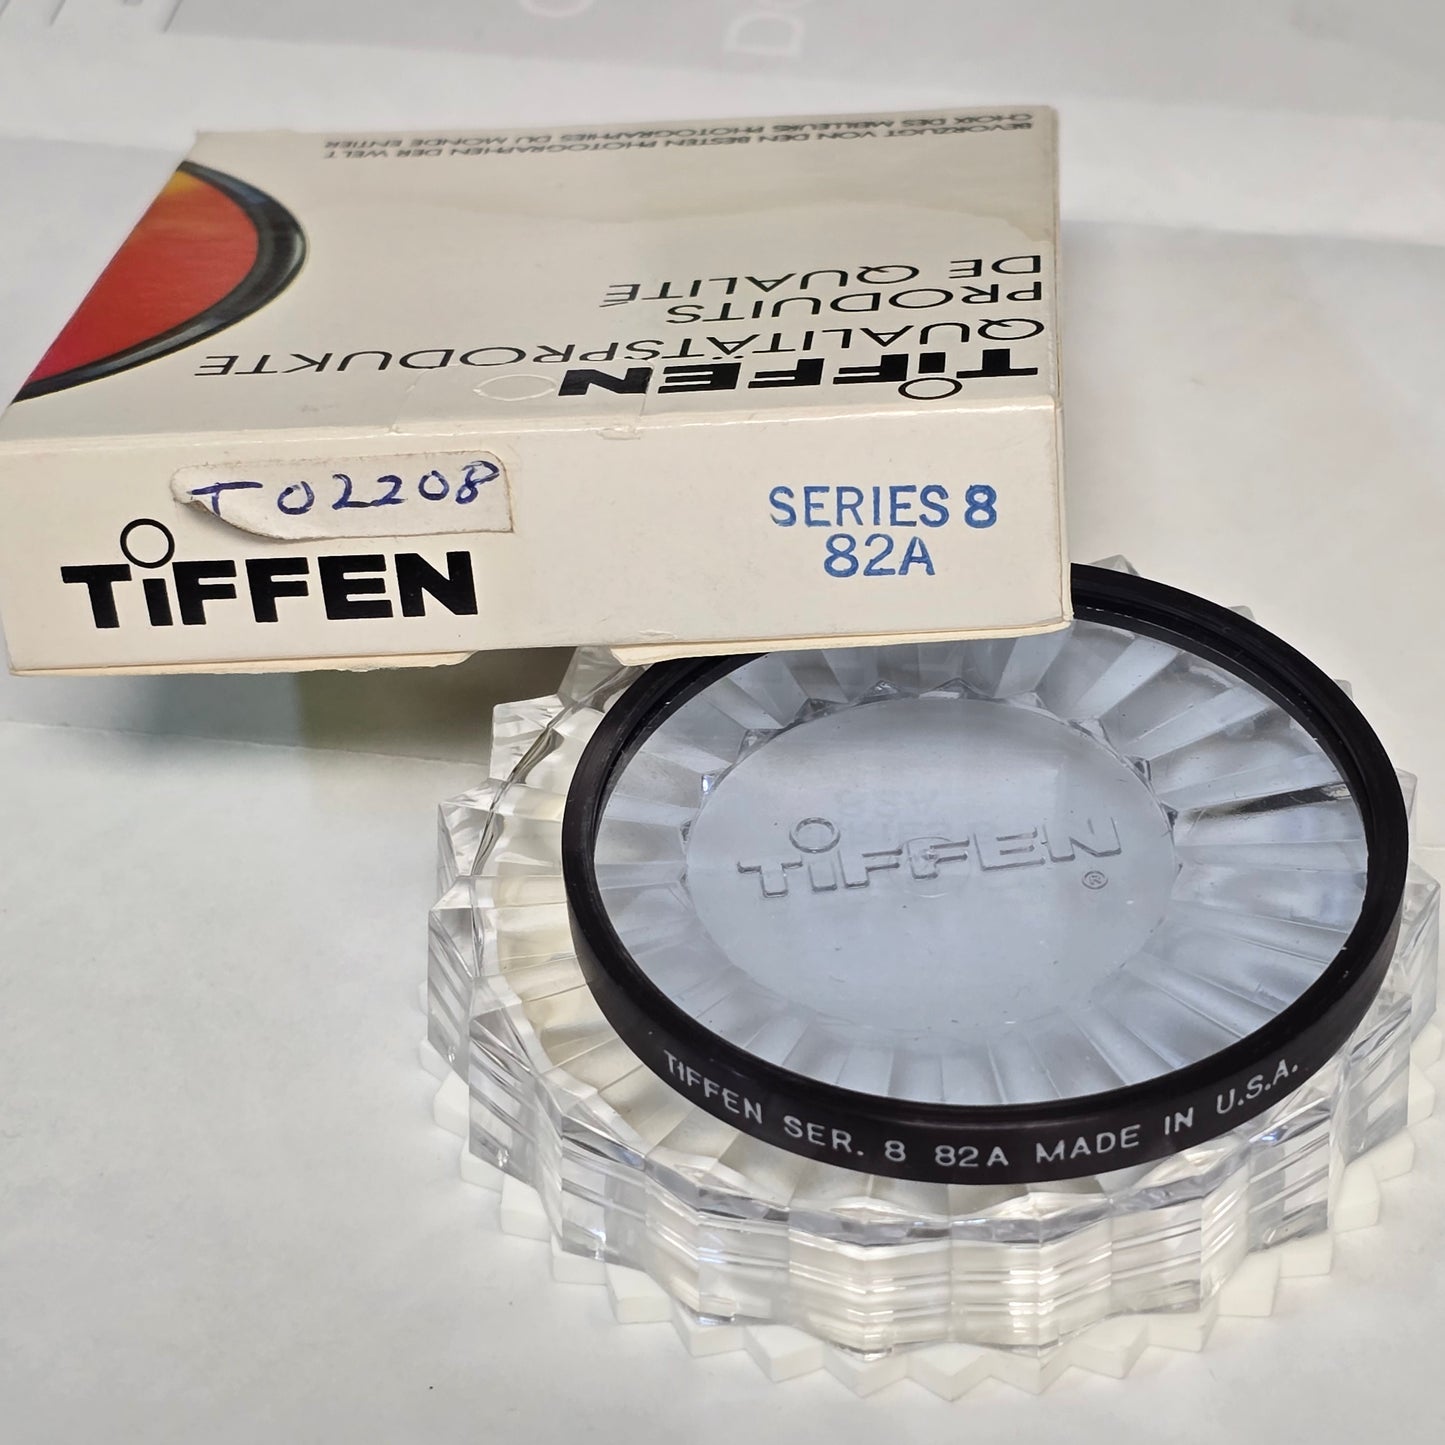 BEVORZUGT VON DEN BESTEN PHOTOGRAPHEN DER WELT
CHOIX DES MEILLEURS PHOTOGRAPHES DU MONDE ENTIER
TiFFEN
QUALITÄTSPRODUKTE
PRODUITS
DE QUALITÉ
T02208
TiFFEN
SERIES 8
82A
TiFFEN
®
TiFFEN SER. 8 82A MADE IN U.S.A.